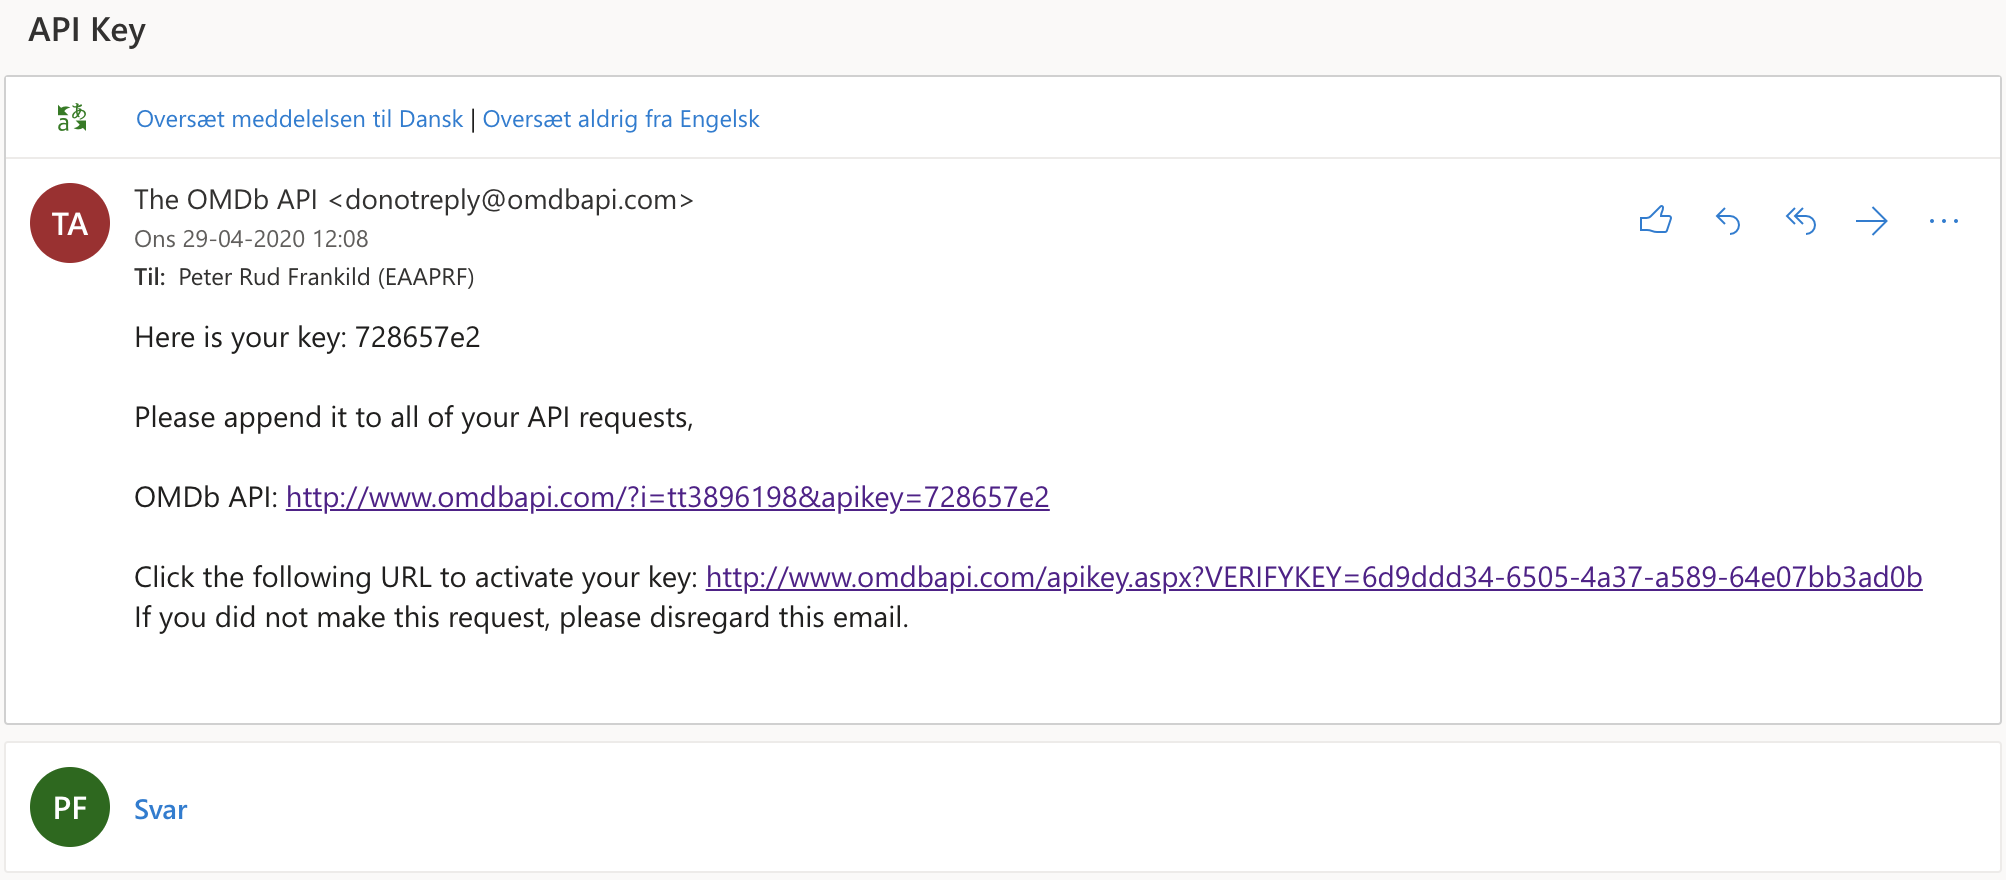 API Key
Oversæt meddelelsen til Dansk | Oversæt aldrig fra Engelsk
TA
The OMDb API <donotreply@omdbapi.com>
Ons 29-04-2020 12:08
Til: Peter Rud Frankild (EAAPRF)
Here is your key: 728657e2
Please append it to all of your API requests,
OMDb API: http://www.omdbapi.com/?i=tt3896198&apikey=728657e2
Click the following URL to activate your key: http://www.omdbapi.com/apikey.aspx?VERIFYKEY=6d9ddd34-6505-4a37-a589-64e07bb3ad0b
If you did not make this request, please disregard this email.
PF
Svar